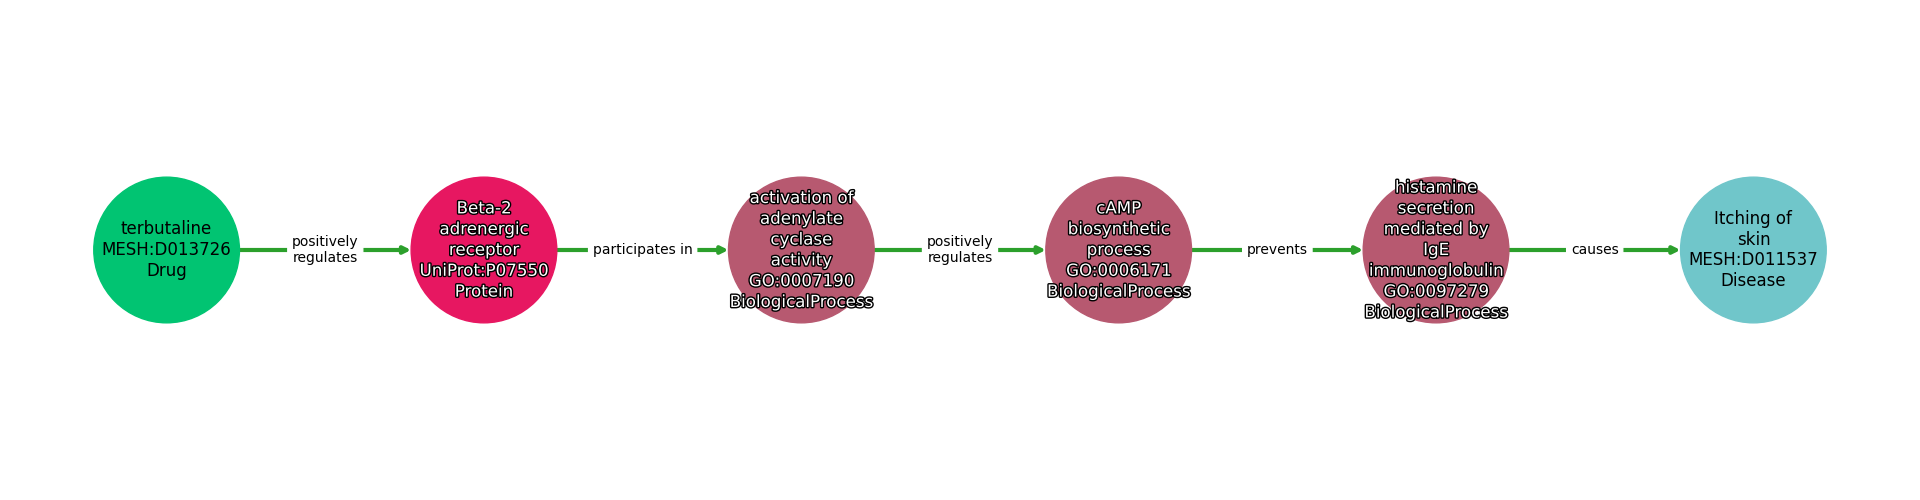 terbutaline
MESH:D013726
Drug
positively
regulates
Beta-2
adrenergic
receptor
UniProt:P07550
Protein
participates in
activation of
adenylate
cyclase
activity
GO:0007190
BiologicalProcess
positively
regulates
cAMP
biosynthetic
process
GO:0006171
BiologicalProcess
prevents
histamine
secretion
mediated by
IgE
immunoglobulin
GO:0097279
BiologicalProcess
causes
Itching of
skin
MESH:D011537
Disease